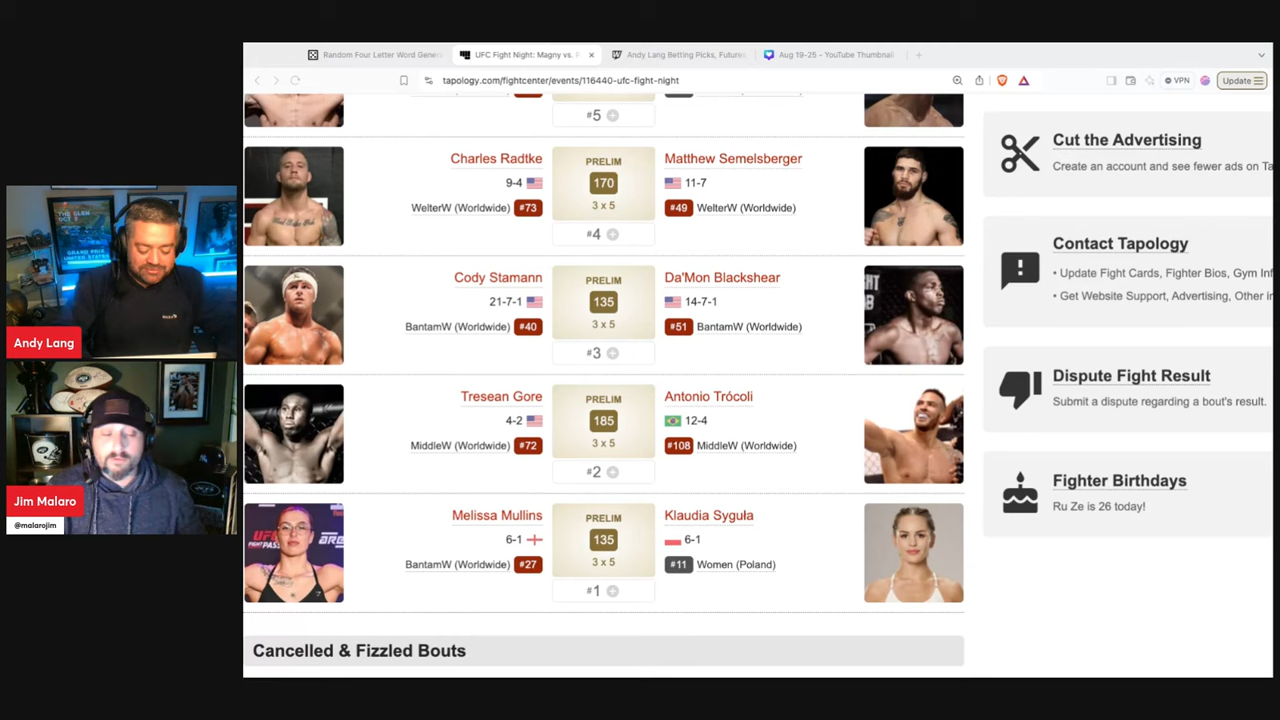 Random Four Letter Word Genera
UFC Fight Night: Magny vs. P
Andy Lang Betting Picks, Futures
Aug 19-25 - YouTube Thumbnail
tapology.com/fightcenter/events/116440-ufc-fight-night
VPN
Update
#5
Charles Radtke
PRELIM
Matthew Semelsberger
9-4
170
11-7
WelterW (Worldwide) #73
3 x 5
#49 WelterW (Worldwide)
#4
Cody Stamann
PRELIM
Da'Mon Blackshear
21-7-1
135
14-7-1
BantamW (Worldwide) #40
3 x 5
#51 BantamW (Worldwide)
#3
Tresean Gore
PRELIM
Antonio Trócoli
4-2
185
12-4
MiddleW (Worldwide) #72
3 x 5
#108 MiddleW (Worldwide)
#2
Melissa Mullins
PRELIM
Klaudia Syguła
6-1
135
6-1
BantamW (Worldwide) #27
3 x 5
#11 Women (Poland)
#1
Cancelled & Fizzled Bouts
Cut the Advertising
Create an account and see fewer ads on Ta
Contact Tapology
• Update Fight Cards, Fighter Bios, Gym Inf
• Get Website Support, Advertising, Other in
Dispute Fight Result
Submit a dispute regarding a bout's result.
Fighter Birthdays
Ru Ze is 26 today!
GRAND PRIX
UNITED STATES
Andy Lang
Jim Malaro
@malarojim